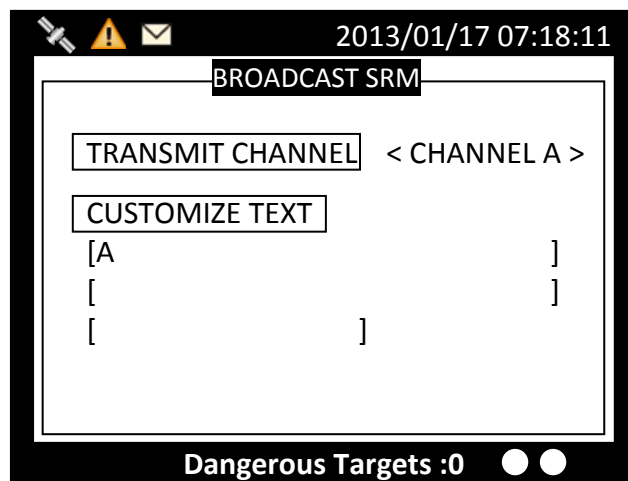 2013/01/17 07:18:11
BROADCAST SRM
TRANSMIT CHANNEL < CHANNEL A >
CUSTOMIZE TEXT
[A ]
[ ]
[ ]
Dangerous Targets :0